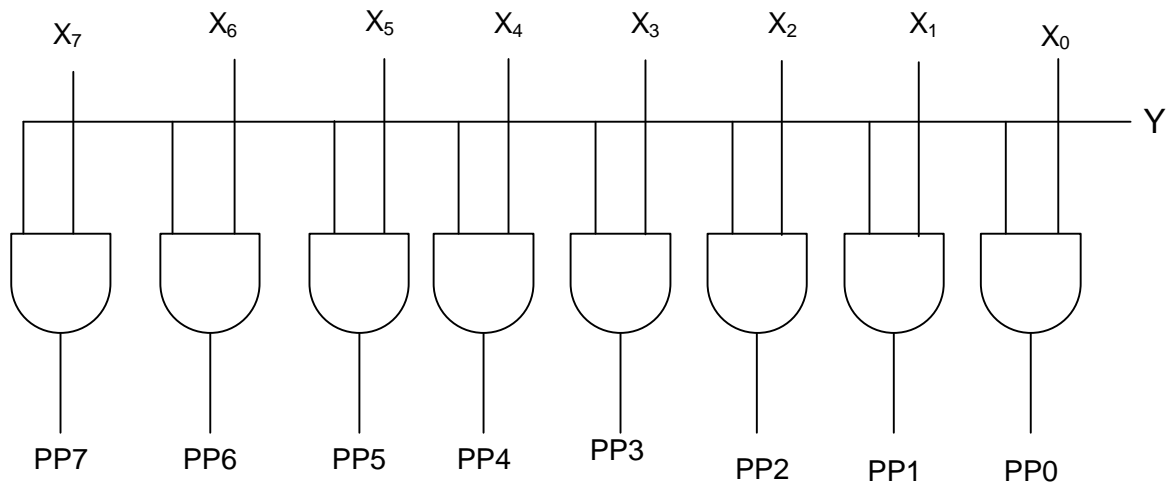 X₇ X₆ X₅ X₄ X₃ X₂ X₁ X₀
Y
PP7 PP6 PP5 PP4 PP3 PP2 PP1 PP0